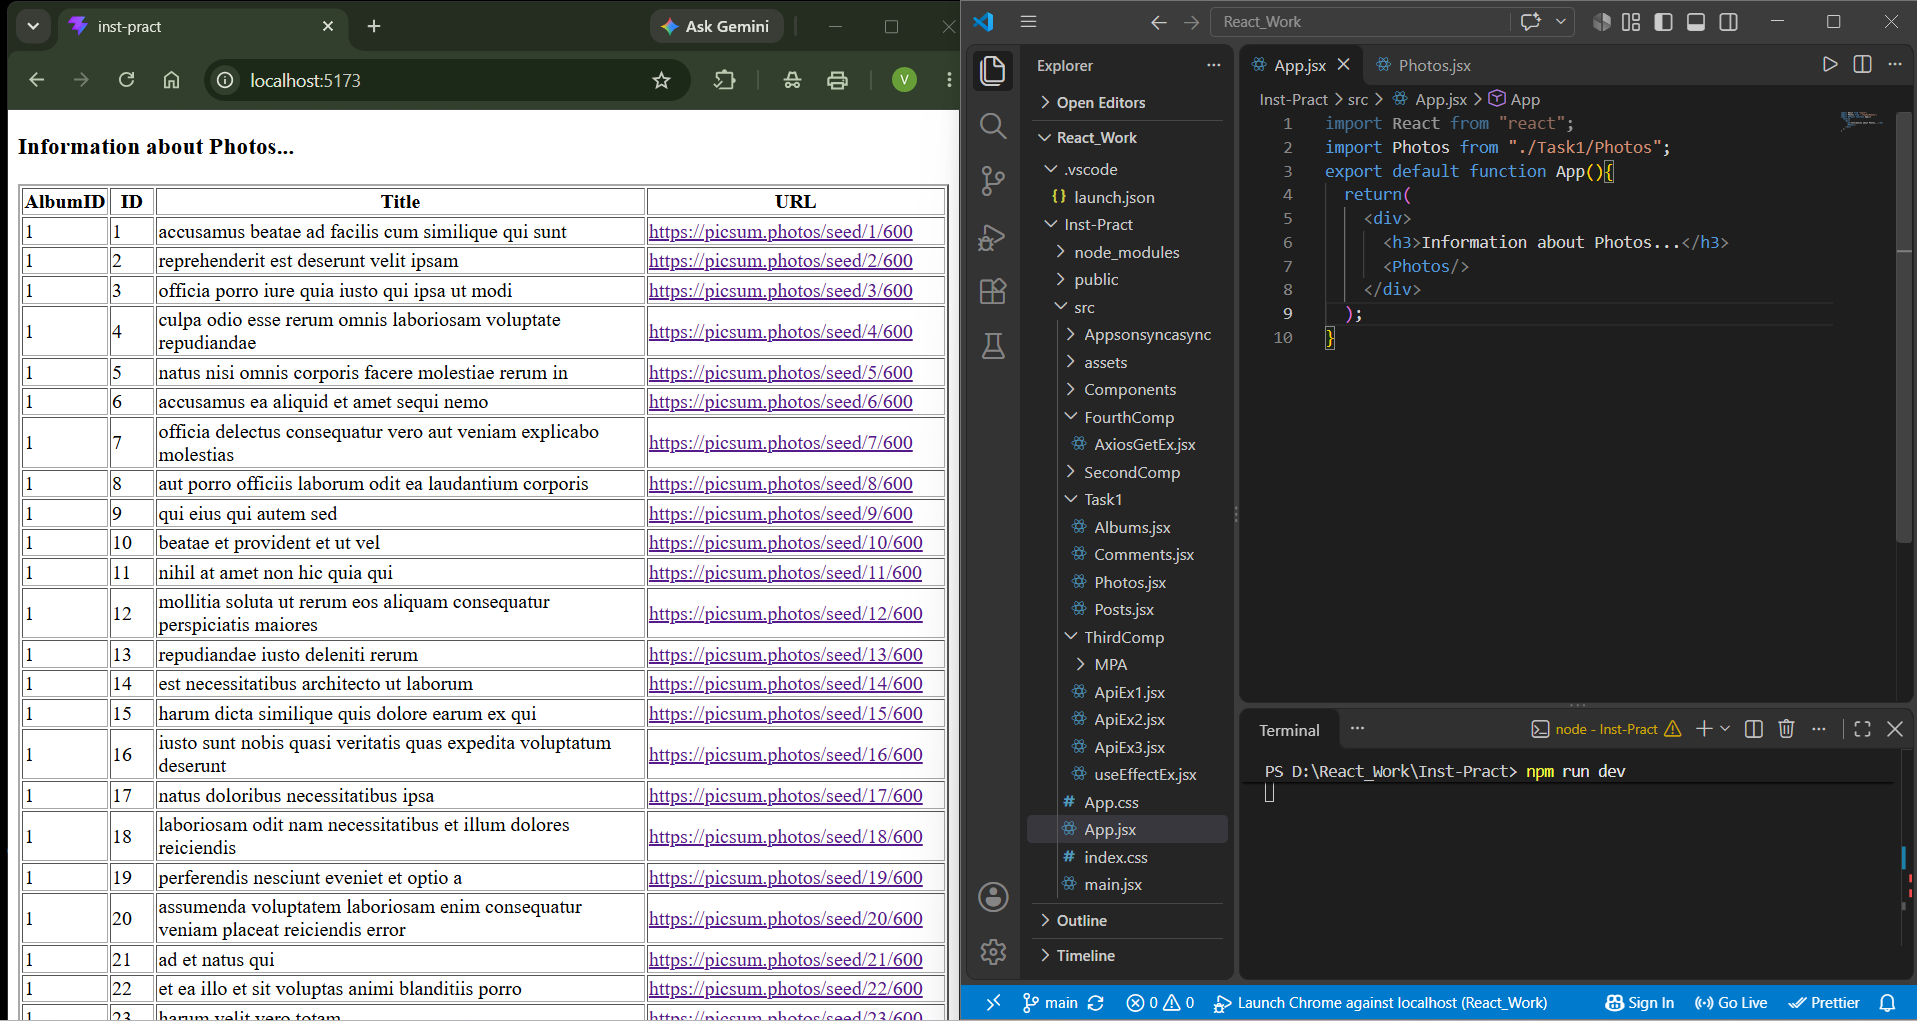 inst-pract
Ask Gemini
localhost:5173
V
Information about Photos...
AlbumID ID Title URL
1 1 accusamus beatae ad facilis cum similique qui sunt https://picsum.photos/seed/1/600
1 2 reprehenderit est deserunt velit ipsam https://picsum.photos/seed/2/600
1 3 officia porro iure quia iusto qui ipsa ut modi https://picsum.photos/seed/3/600
1 4 culpa odio esse rerum omnis laboriosam voluptate
repudiandae https://picsum.photos/seed/4/600
1 5 natus nisi omnis corporis facere molestiae rerum in https://picsum.photos/seed/5/600
1 6 accusamus ea aliquid et amet sequi nemo https://picsum.photos/seed/6/600
1 7 officia delectus consequatur vero aut veniam explicabo
molestias https://picsum.photos/seed/7/600
1 8 aut porro officiis laborum odit ea laudantium corporis https://picsum.photos/seed/8/600
1 9 qui eius qui autem sed https://picsum.photos/seed/9/600
1 10 beatae et provident et ut vel https://picsum.photos/seed/10/600
1 11 nihil at amet non hic quia qui https://picsum.photos/seed/11/600
1 12 mollitia soluta ut rerum eos aliquam consequatur
perspiciatis maiores https://picsum.photos/seed/12/600
1 13 repudiandae iusto deleniti rerum https://picsum.photos/seed/13/600
1 14 est necessitatibus architecto ut laborum https://picsum.photos/seed/14/600
1 15 harum dicta similique quis dolore earum ex qui https://picsum.photos/seed/15/600
1 16 iusto sunt nobis quasi veritatis quas expedita voluptatum
deserunt https://picsum.photos/seed/16/600
1 17 natus doloribus necessitatibus ipsa https://picsum.photos/seed/17/600
1 18 laboriosam odit nam necessitatibus et illum dolores
reiciendis https://picsum.photos/seed/18/600
1 19 perferendis nesciunt eveniet et optio a https://picsum.photos/seed/19/600
1 20 assumenda voluptatem laboriosam enim consequatur
veniam placeat reiciendis error https://picsum.photos/seed/20/600
1 21 ad et natus qui https://picsum.photos/seed/21/600
1 22 et ea illo et sit voluptas animi blanditiis porro https://picsum.photos/seed/22/600
1 23 harum velit vero totam https://picsum.photos/seed/23/600
React_Work
Explorer
Open Editors
React_Work
.vscode
{} launch.json
Inst-Pract
node_modules
public
src
Appsonsyncasync
assets
Components
FourthComp
AxiosGetEx.jsx
SecondComp
Task1
Albums.jsx
Comments.jsx
Photos.jsx
Posts.jsx
ThirdComp
MPA
ApiEx1.jsx
ApiEx2.jsx
ApiEx3.jsx
useEffectEx.jsx
# App.css
App.jsx
# index.css
main.jsx
Outline
Timeline
App.jsx Photos.jsx
Inst-Pract > src > App.jsx > App
1 import React from "react";
2 import Photos from "./Task1/Photos";
3 export default function App(){
4 return(
5 <div>
6 <h3>Information about Photos...</h3>
7 <Photos/>
8 </div>
9 );
10 }
Terminal
node - Inst-Pract
PS D:\React_Work\Inst-Pract> npm run dev
main 0 0 Launch Chrome against localhost (React_Work) Sign In Go Live Prettier